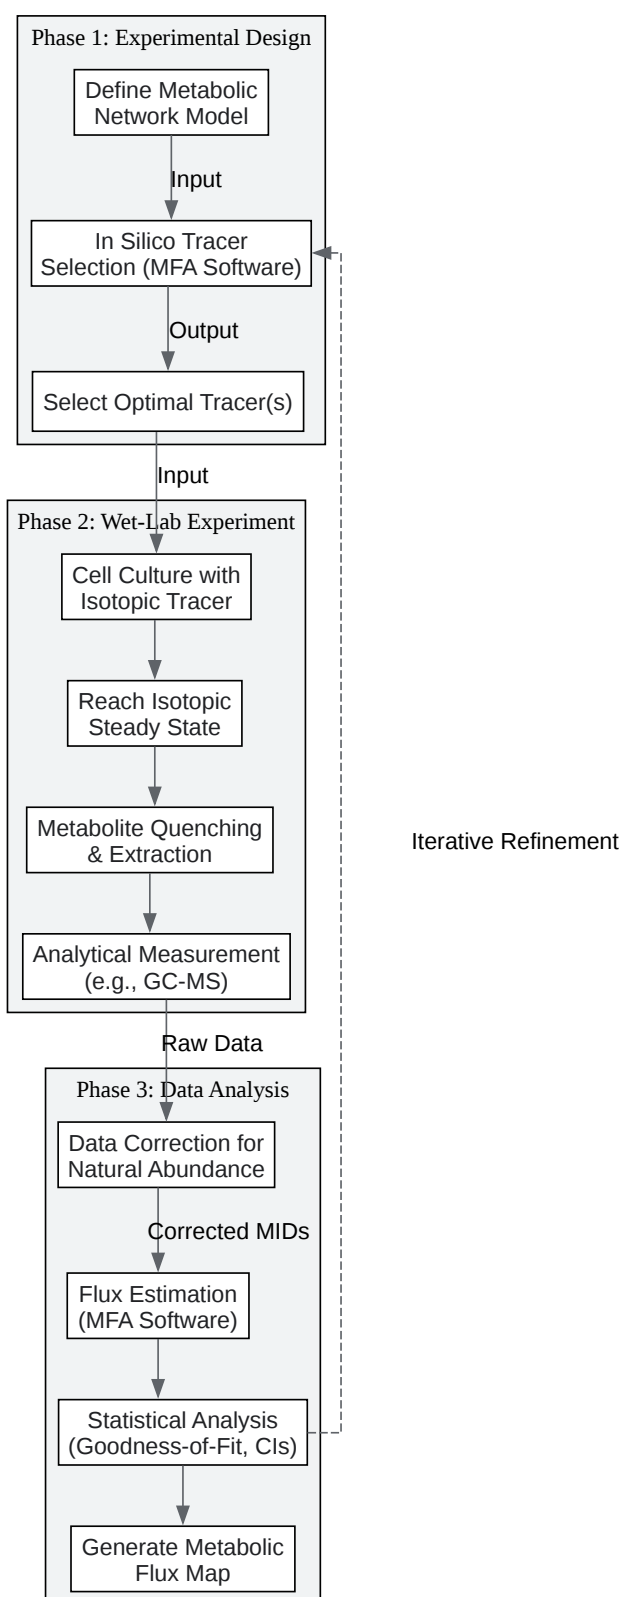 Phase 1: Experimental Design
Define Metabolic
Network Model
Input
In Silico Tracer
Selection (MFA Software)
Output
Select Optimal Tracer(s)
Input
Phase 2: Wet-Lab Experiment
Cell Culture with
Isotopic Tracer
Reach Isotopic
Steady State
Metabolite Quenching
& Extraction
Iterative Refinement
Analytical Measurement
(e.g., GC-MS)
Raw Data
Phase 3: Data Analysis
Data Correction for
Natural Abundance
Corrected MIDs
Flux Estimation
(MFA Software)
Statistical Analysis
(Goodness-of-Fit, CIs)
Generate Metabolic
Flux Map